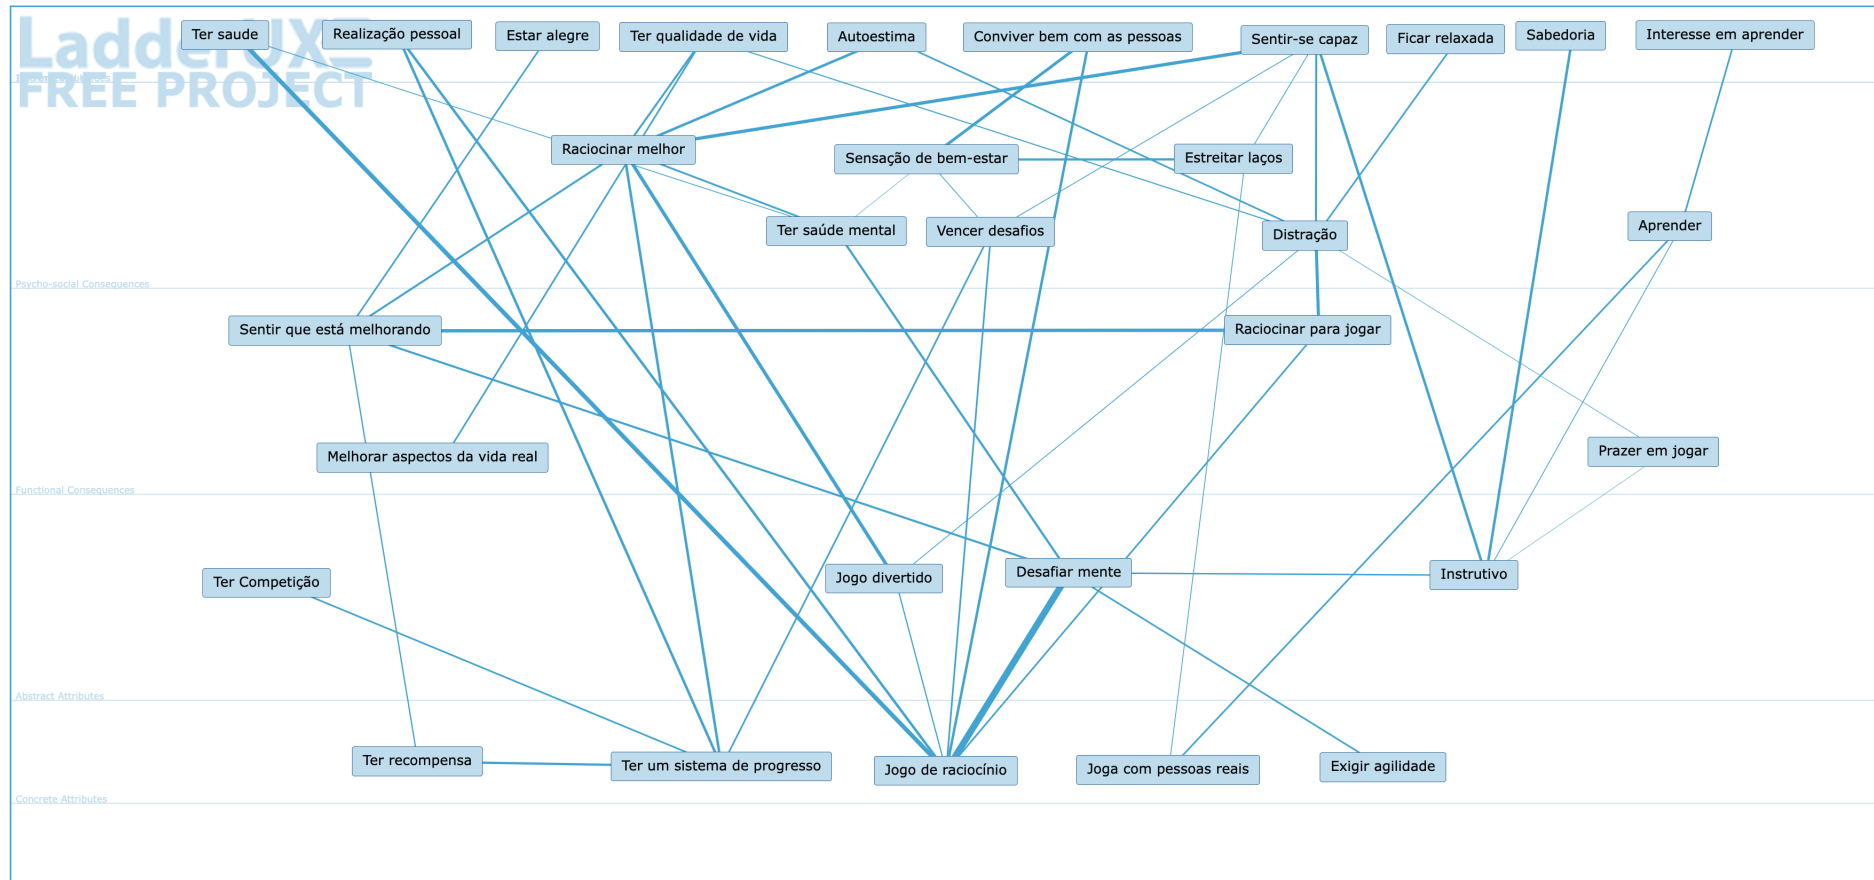 LadderUX
FREE PROJECT
Ter saude
Realização pessoal
Estar alegre
Ter qualidade de vida
Autoestima
Conviver bem com as pessoas
Sentir-se capaz
Ficar relaxada
Sabedoria
Interesse em aprender
Raciocinar melhor
Sensação de bem-estar
Estreitar laços
Ter saúde mental
Vencer desafios
Distração
Aprender
Psycho-social Consequences
Sentir que está melhorando
Raciocinar para jogar
Melhorar aspectos da vida real
Prazer em jogar
Functional Consequences
Ter Competição
Jogo divertido
Desafiar mente
Instrutivo
Abstract Attributes
Ter recompensa
Ter um sistema de progresso
Jogo de raciocínio
Joga com pessoas reais
Exigir agilidade
Concrete Attributes